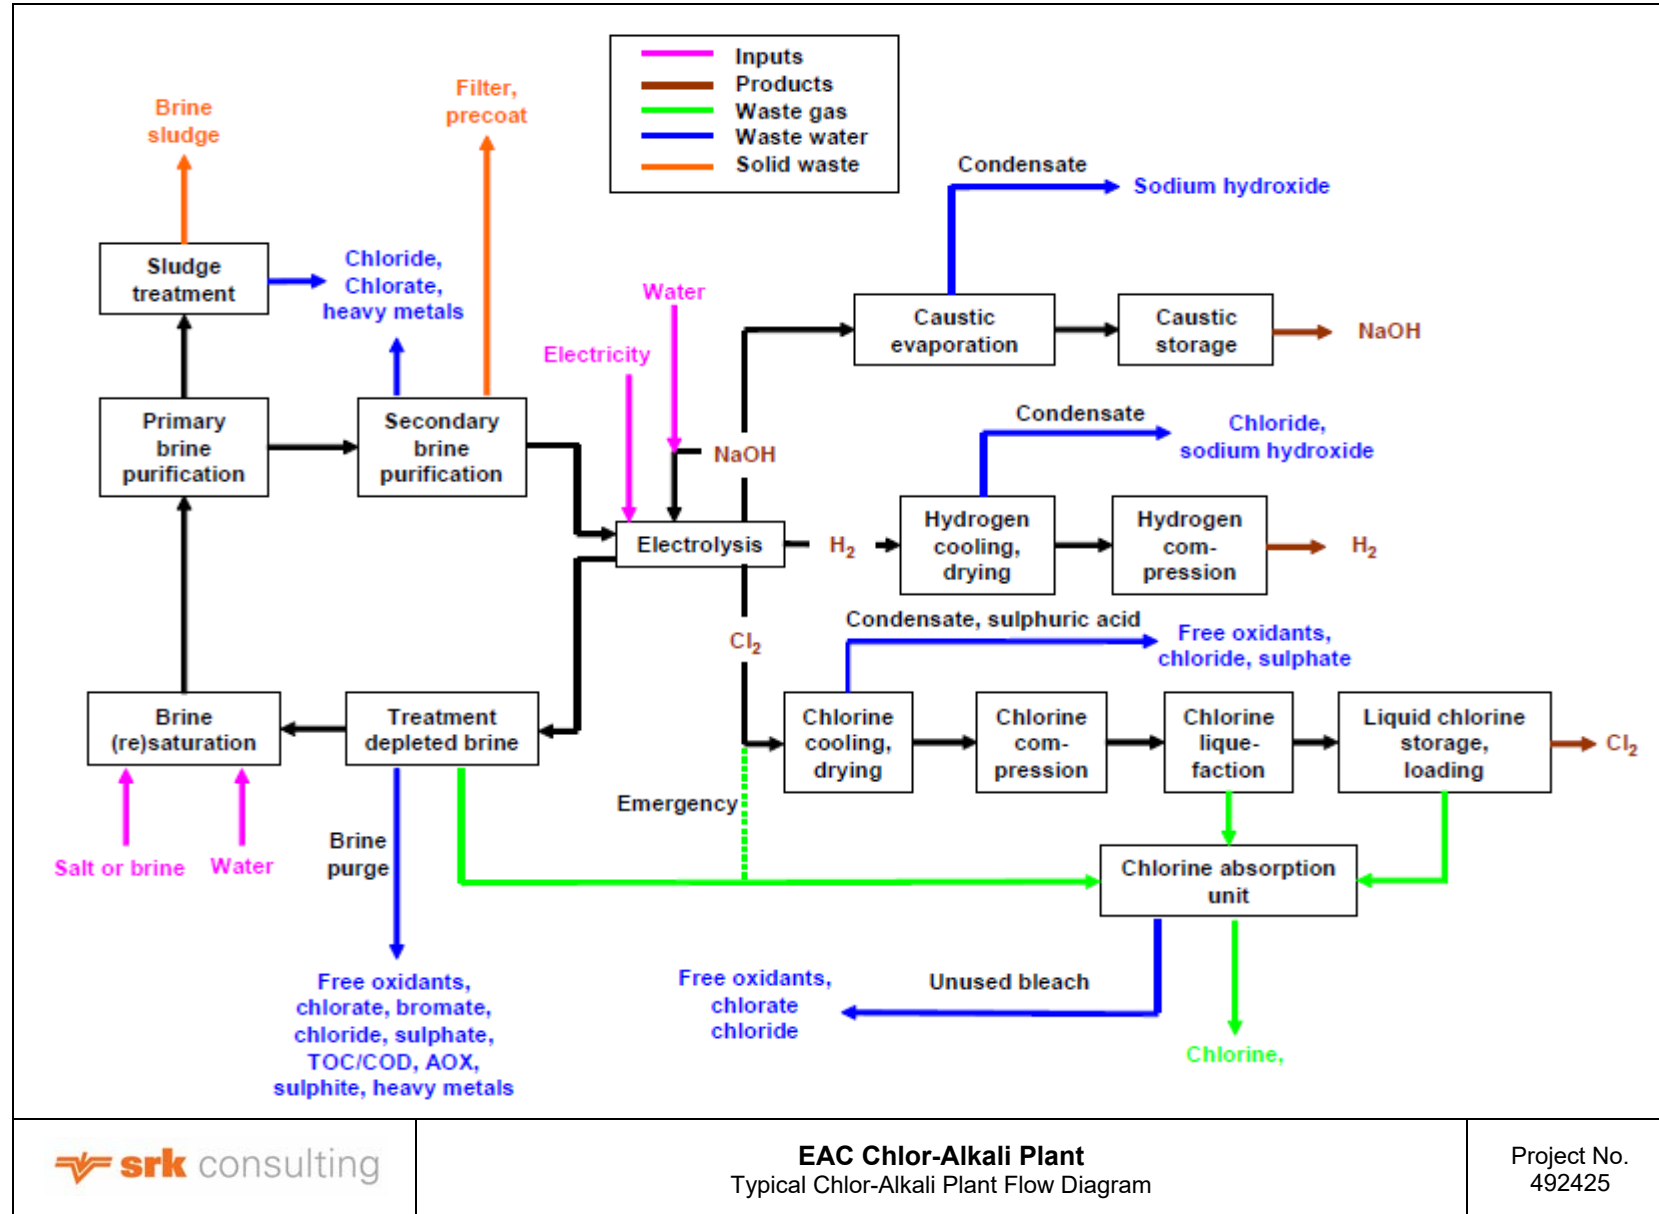 Inputs
Products
Waste gas
Waste water
Solid waste
Brine
sludge
Filter,
precoat
Condensate
Sodium hydroxide
Sludge
treatment
Chloride,
Chlorate,
heavy metals
Water
Electricity
Caustic
evaporation
Caustic
storage
NaOH
Primary
brine
purification
Secondary
brine
purification
NaOH
Condensate
Chloride,
sodium hydroxide
Electrolysis
H2
Hydrogen
cooling,
drying
Hydrogen
com-
pression
H2
Cl2
Condensate, sulphuric acid
Free oxidants,
chloride, sulphate
Brine
(re)saturation
Treatment
depleted brine
Chlorine
cooling,
drying
Chlorine
com-
pression
Chlorine
lique-
faction
Liquid chlorine
storage,
loading
Cl2
Emergency
Salt or brine
Water
Brine
purge
Chlorine absorption
unit
Free oxidants,
chlorate, bromate,
chloride, sulphate,
TOC/COD, AOX,
sulphite, heavy metals
Free oxidants,
chlorate
chloride
Unused bleach
Chlorine,
srk consulting
EAC Chlor-Alkali Plant
Typical Chlor-Alkali Plant Flow Diagram
Project No.
492425